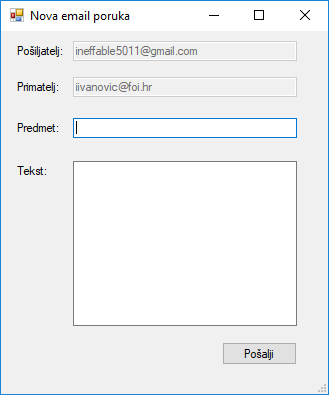 Nova email poruka
Pošiljatelj: ineffable5011@gmail.com
Primatelj: iivanovic@foi.hr
Predmet:
Tekst:
Pošalji